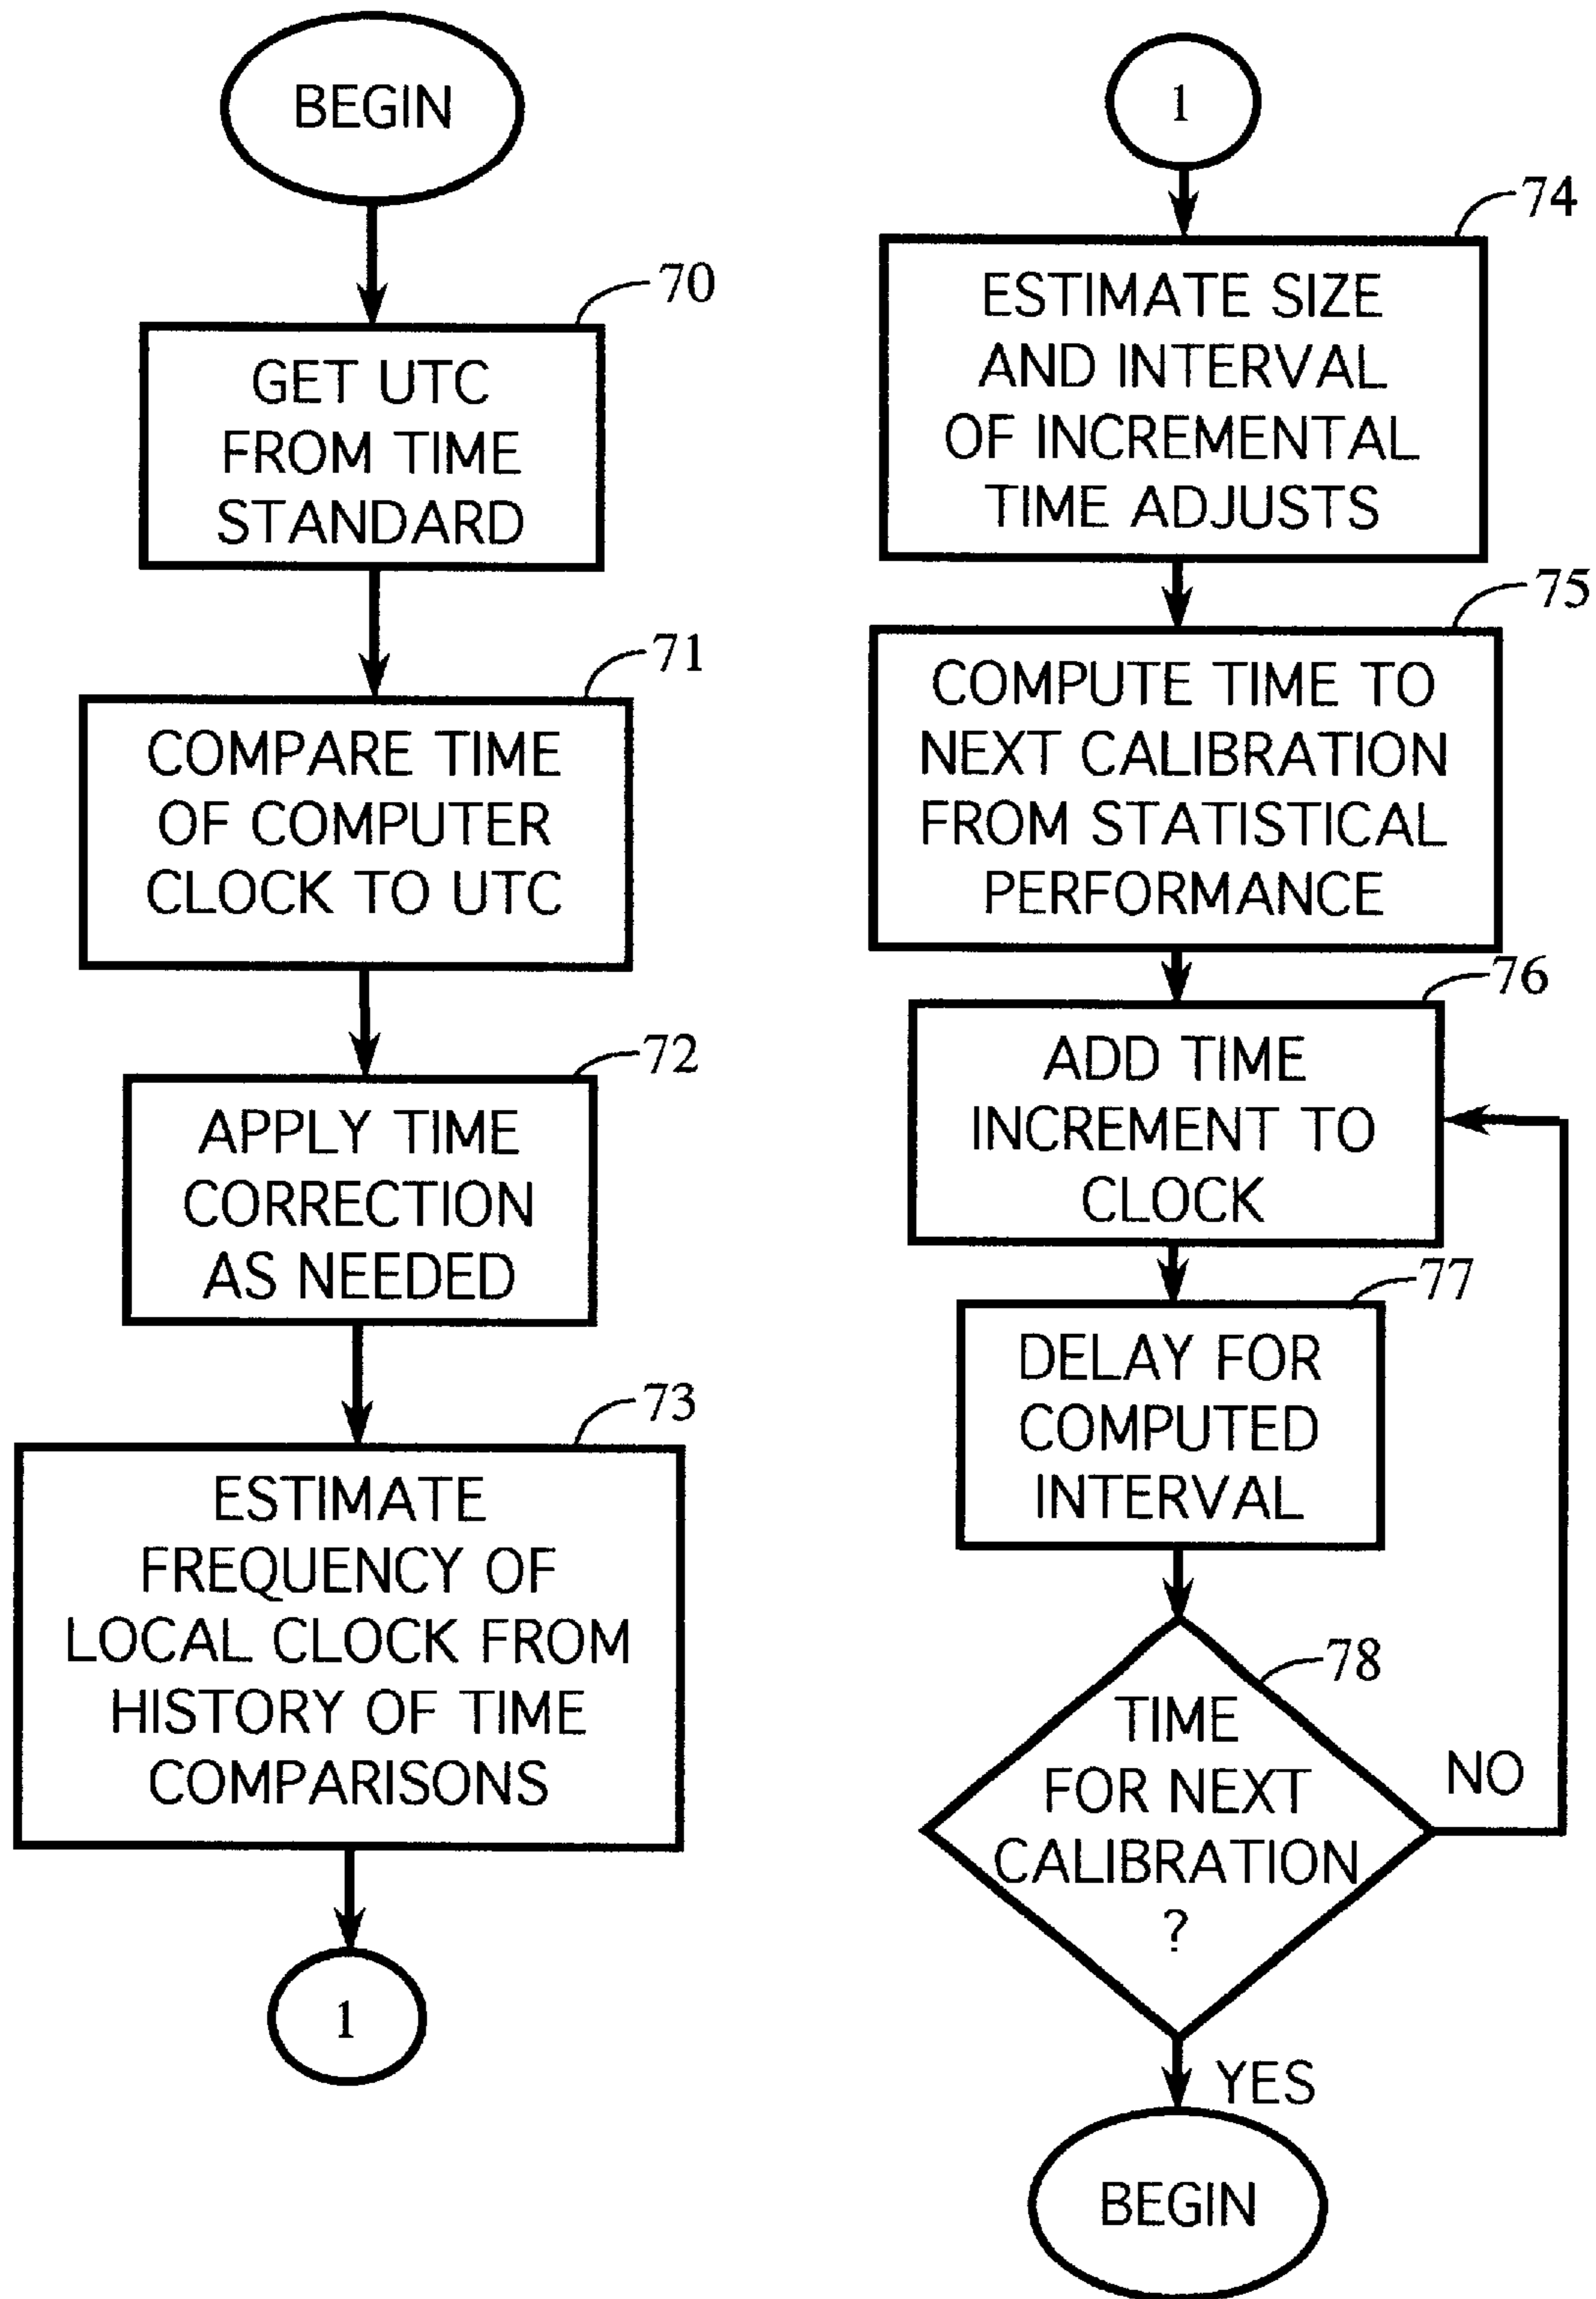 BEGIN
70
GET UTC
FROM TIME
STANDARD
71
COMPARE TIME
OF COMPUTER
CLOCK TO UTC
72
APPLY TIME
CORRECTION
AS NEEDED
73
ESTIMATE
FREQUENCY OF
LOCAL CLOCK FROM
HISTORY OF TIME
COMPARISONS
1
1
74
ESTIMATE SIZE
AND INTERVAL
OF INCREMENTAL
TIME ADJUSTS
75
COMPUTE TIME TO
NEXT CALIBRATION
FROM STATISTICAL
PERFORMANCE
76
ADD TIME
INCREMENT TO
CLOCK
77
DELAY FOR
COMPUTED
INTERVAL
78
TIME
FOR NEXT
CALIBRATION
?
NO
YES
BEGIN